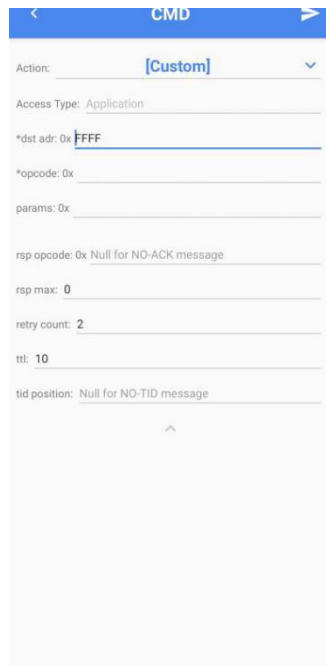 CMD
Action: [Custom]
Access Type: Application
*dst adr: 0x FFFF
*opcode: 0x
params: 0x
rsp opcode: 0x Null for NO-ACK message
rsp max: 0
retry count: 2
ttl: 10
tid position: Null for NO-TID message